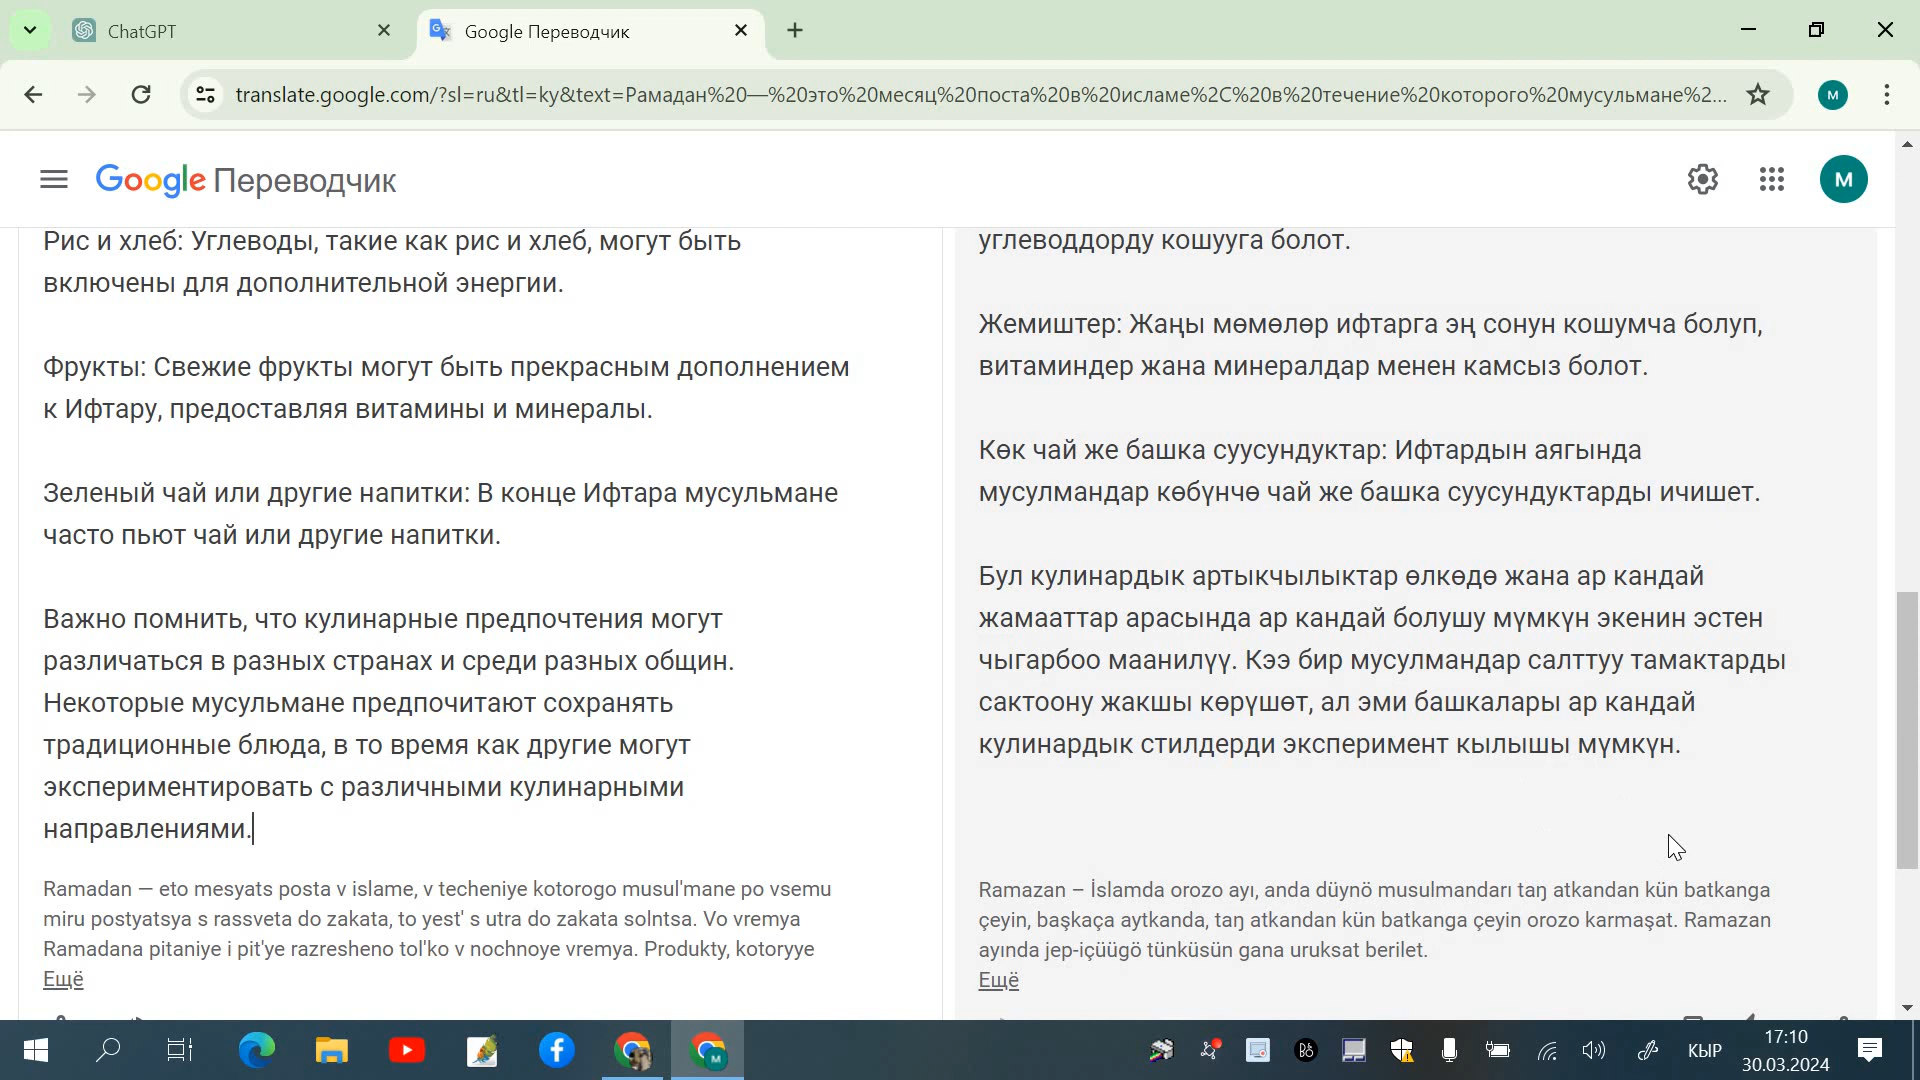 ChatGPT
Google Переводчик
translate.google.com/?sl=ru&tl=ky&text=Рамадан%20—%20это%20месяц%20поста%20в%20исламе%2C%20в%20течение%20которого%20мусульмане%2...
M
Google Переводчик
M
Рис и хлеб: Углеводы, такие как рис и хлеб, могут быть
включены для дополнительной энергии.
Фрукты: Свежие фрукты могут быть прекрасным дополнением
к Ифтару, предоставляя витамины и минералы.
Зеленый чай или другие напитки: В конце Ифтара мусульмане
часто пьют чай или другие напитки.
Важно помнить, что кулинарные предпочтения могут
различаться в разных странах и среди разных общин.
Некоторые мусульмане предпочитают сохранять
традиционные блюда, в то время как другие могут
экспериментировать с различными кулинарными
направлениями.
Ramadan — eto mesyats posta v islame, v techeniye kotorogo musul'mane po vsemu
miru postyatsya s rassveta do zakata, to yest' s utra do zakata solntsa. Vo vremya
Ramadana pitaniye i pit'ye razresheno tol'ko v nochnoye vremya. Produkty, kotoryye
Ещё
углеводдорду кошууга болот.
Жемиштер: Жаңы мөмөлөр ифтарга эң сонун кошумча болуп,
витаминдер жана минералдар менен камсыз болот.
Көк чай же башка суусундуктар: Ифтардын аягында
мусулмандар көбүнчө чай же башка суусундуктарды ичишет.
Бул кулинардык артыкчылыктар өлкөдө жана ар кандай
жамааттар арасында ар кандай болушу мүмкүн экенин эстен
чыгарбоо маанилүү. Кээ бир мусулмандар салттуу тамактарды
сактоону жакшы көрүшөт, ал эми башкалары ар кандай
кулинардык стилдерди эксперимент кылышы мүмкүн.
Ramazan – İslamda orozo ayı, anda düynö musulmandarı taŋ atkandan kün batkanga
çeyin, başkaça aytkanda, taŋ atkandan kün batkanga çeyin orozo karmaşat. Ramazan
ayında jep-içüügö tünküsün gana uruksat berilet.
Ещё
КЫР
17:10
30.03.2024